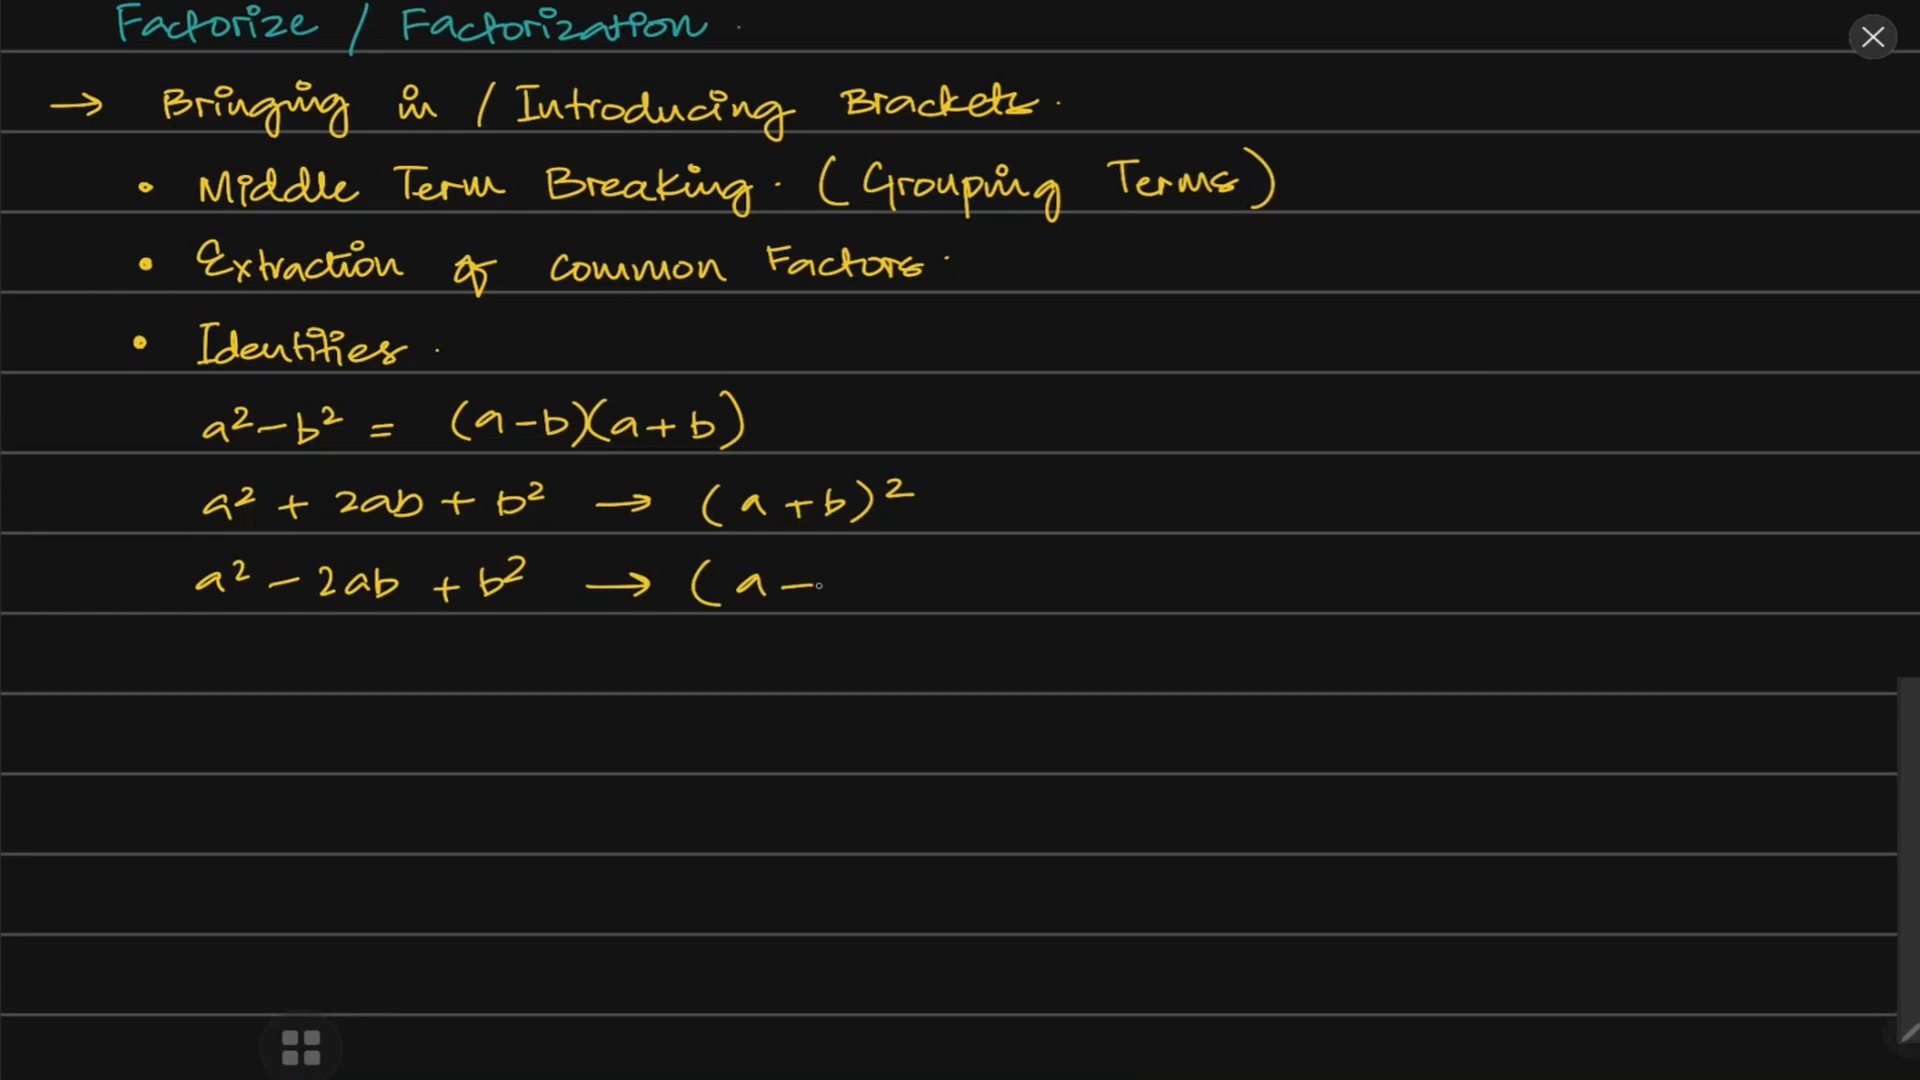 Factorize / Factorization .
→ Bringing in / Introducing Brackets .
• Middle Term Breaking . (Grouping Terms)
• Extraction of common Factors .
• Identities .
a² - b² = (a-b)(a+b)
a² + 2ab + b² → (a+b)²
a² - 2ab + b² → (a -